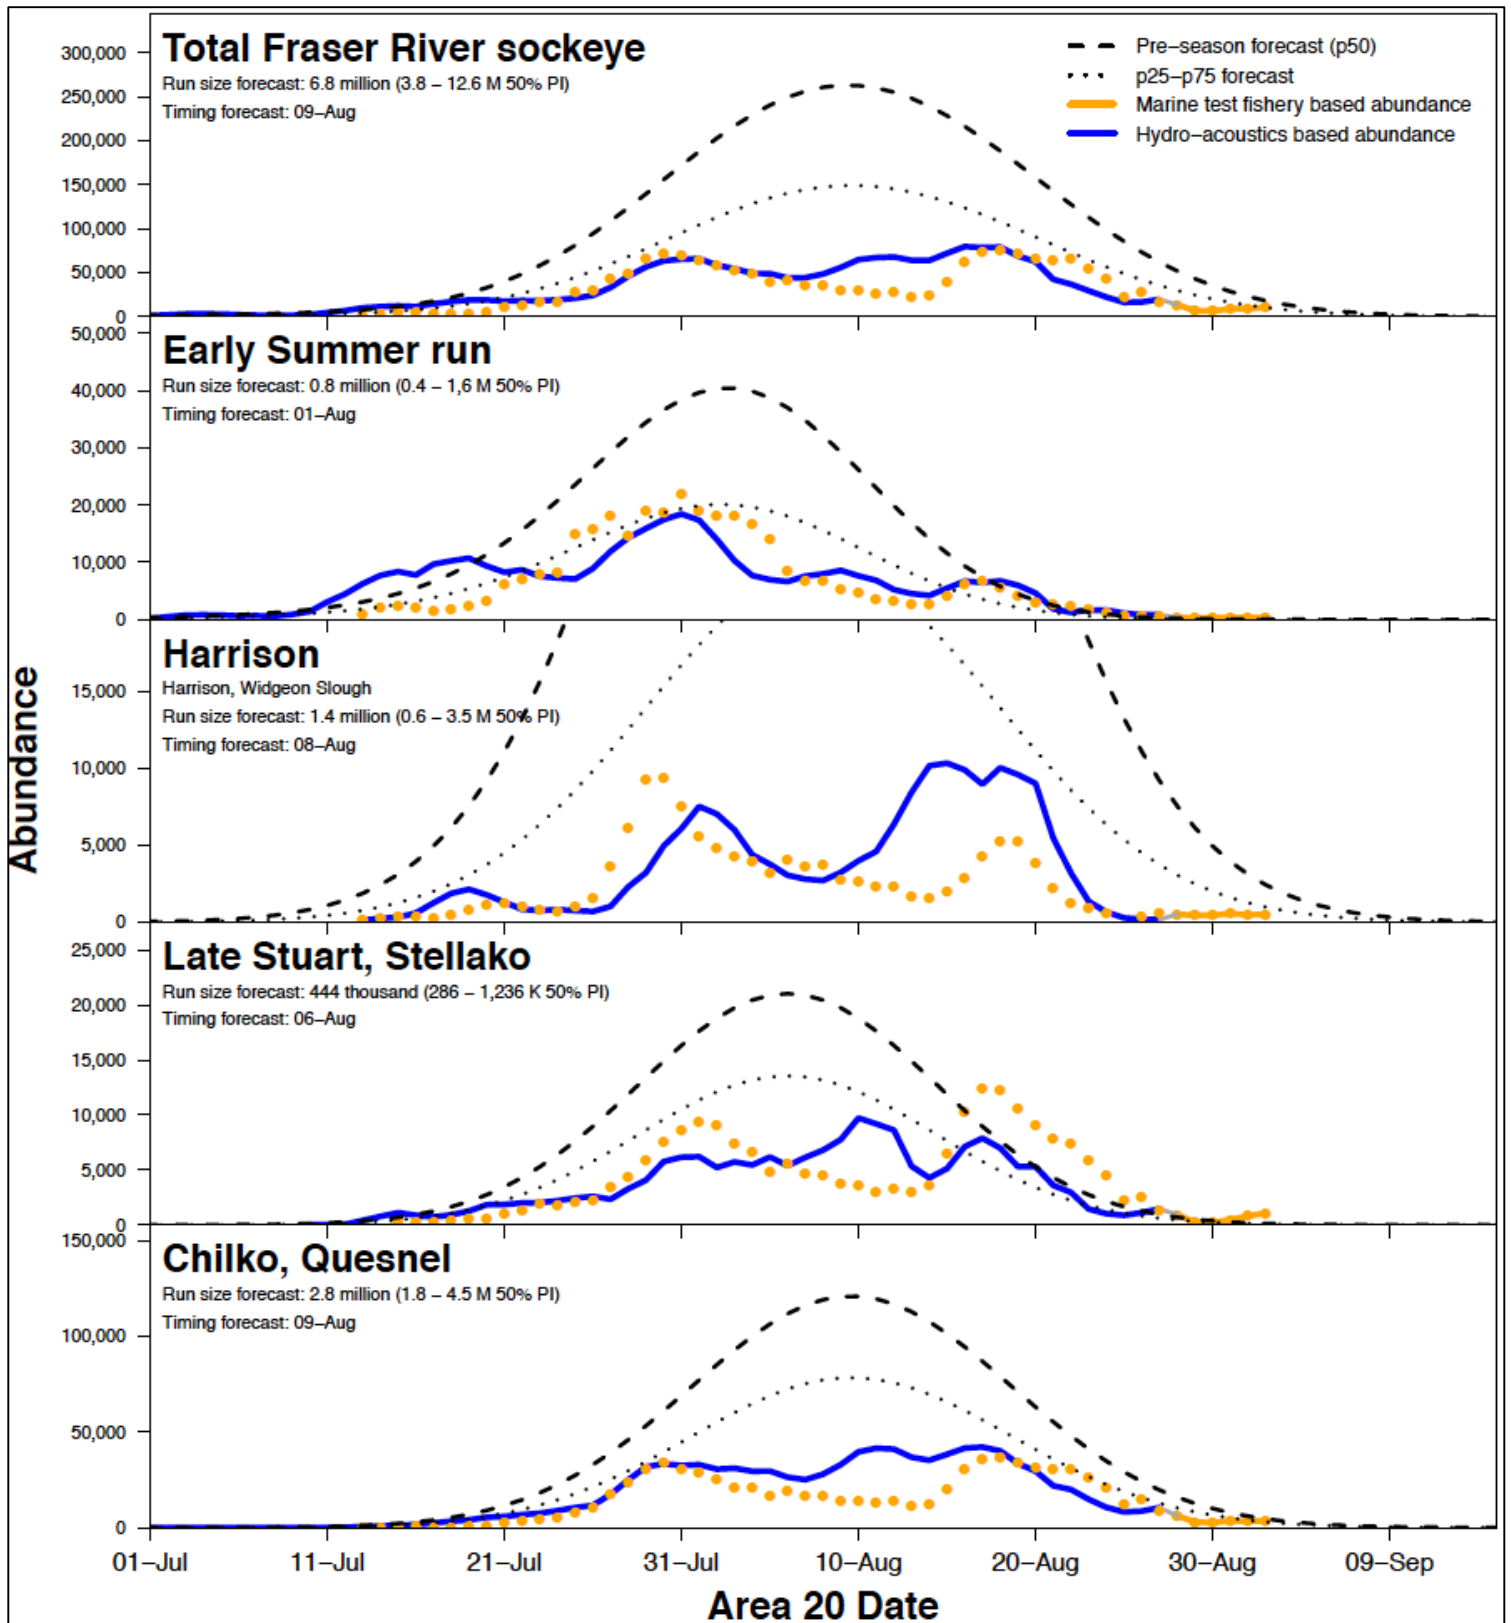 Total Fraser River sockeye
Run size forecast: 6.8 million (3.8 – 12.6 M 50% PI)
Timing forecast: 09–Aug
Pre–season forecast (p50)
p25–p75 forecast
Marine test fishery based abundance
Hydro–acoustics based abundance
300,000
250,000
200,000
150,000
100,000
50,000
0
Early Summer run
Run size forecast: 0.8 million (0.4 – 1,6 M 50% PI)
Timing forecast: 01–Aug
50,000
40,000
30,000
20,000
10,000
0
Harrison
Harrison, Widgeon Slough
Run size forecast: 1.4 million (0.6 – 3.5 M 50% PI)
Timing forecast: 08–Aug
15,000
10,000
5,000
0
Abundance
Late Stuart, Stellako
Run size forecast: 444 thousand (286 – 1,236 K 50% PI)
Timing forecast: 06–Aug
25,000
20,000
15,000
10,000
5,000
0
Chilko, Quesnel
Run size forecast: 2.8 million (1.8 – 4.5 M 50% PI)
Timing forecast: 09–Aug
150,000
100,000
50,000
0
01–Jul 11–Jul 21–Jul 31–Jul 10–Aug 20–Aug 30–Aug 09–Sep
Area 20 Date